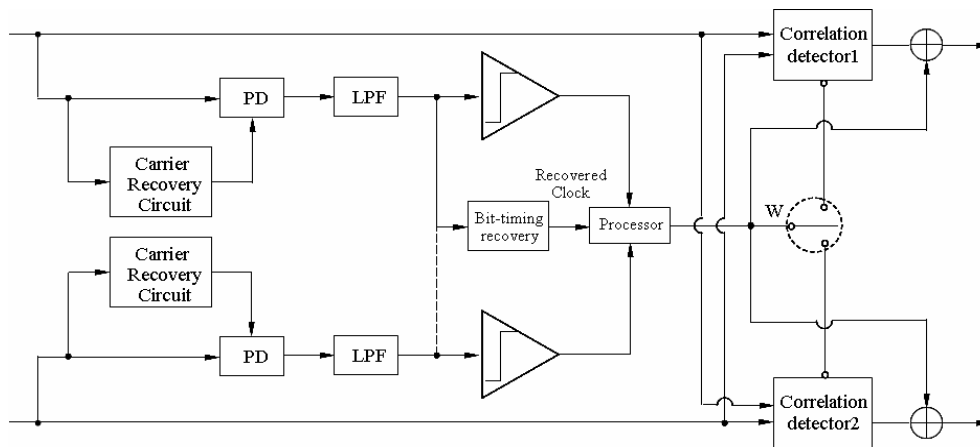 Correlation
detector1
PD
LPF
Carrier
Recovery
Circuit
Recovered
Clock
Bit-timing
recovery
Processor
W
Carrier
Recovery
Circuit
PD
LPF
Correlation
detector2